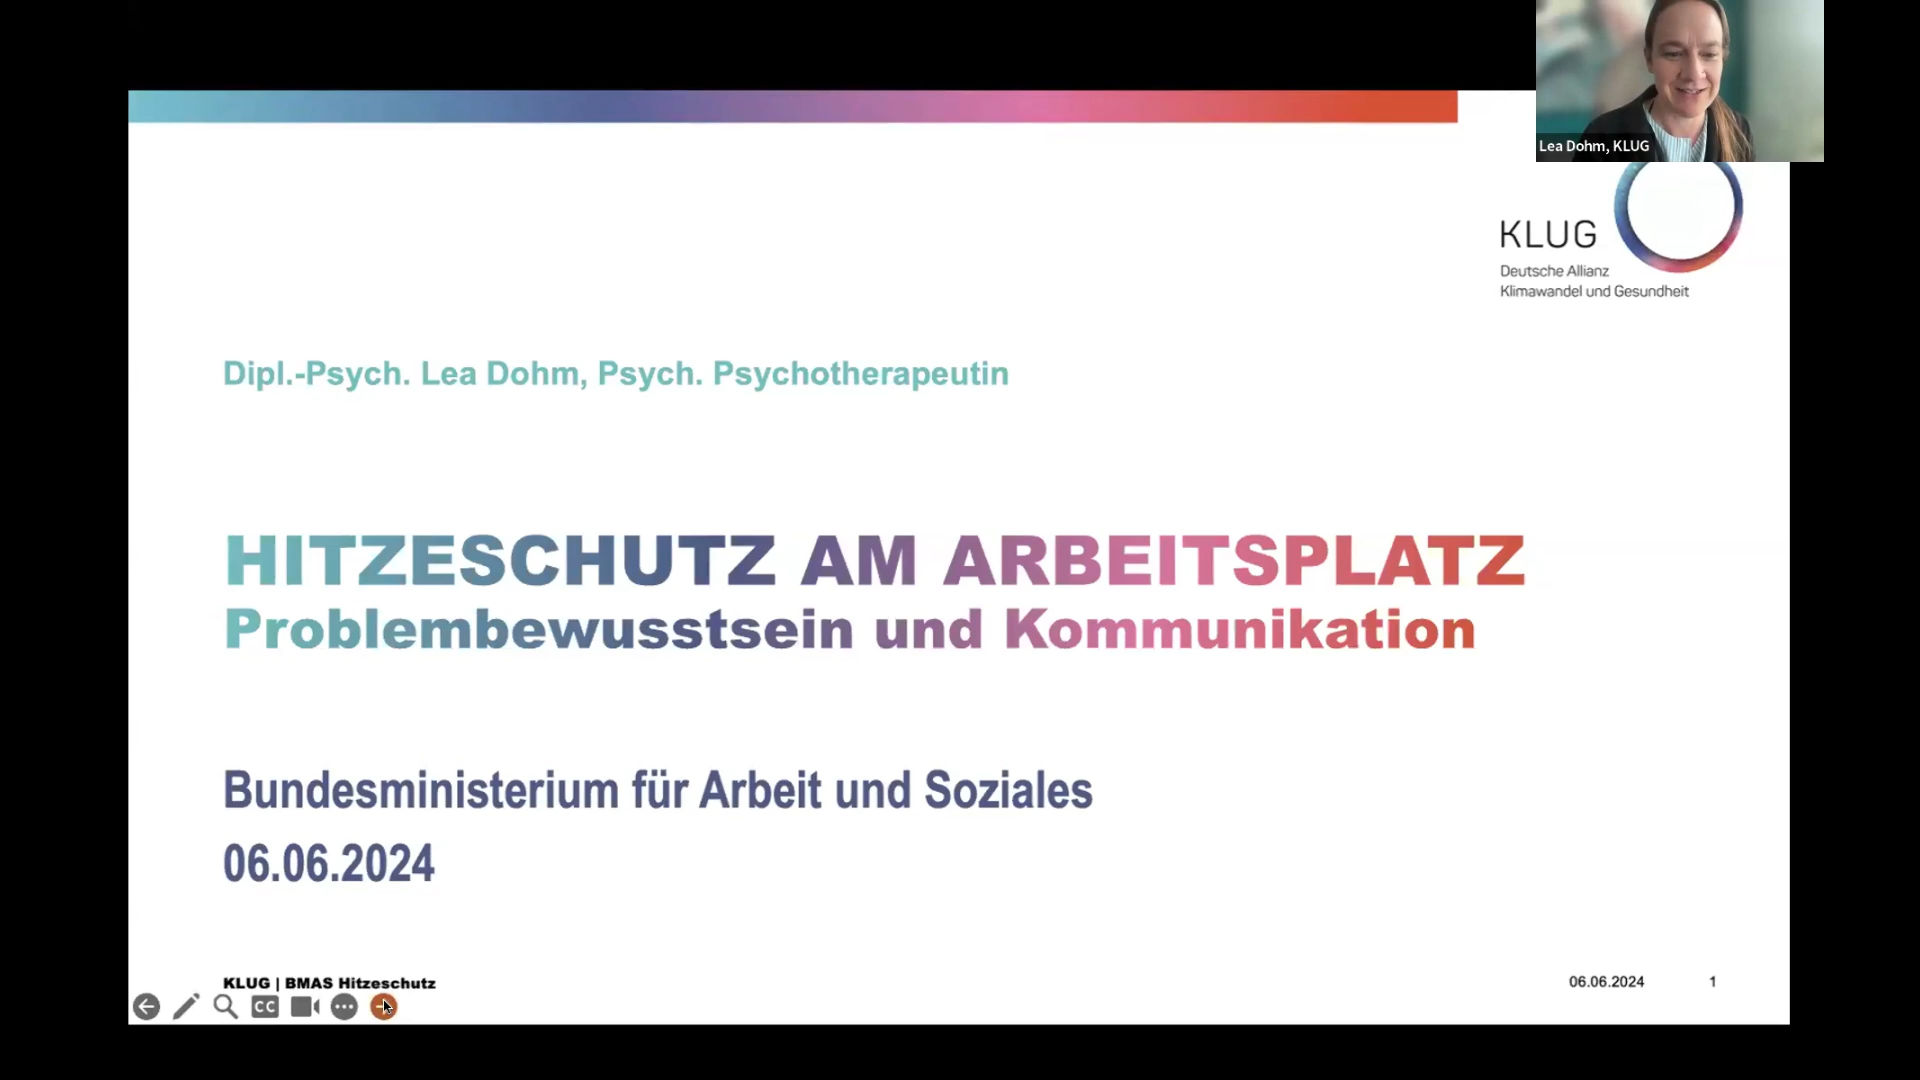 Lea Dohm, KLUG
KLUG
Deutsche Allianz
Klimawandel und Gesundheit
Dipl.-Psych. Lea Dohm, Psych. Psychotherapeutin
HITZESCHUTZ AM ARBEITSPLATZ
Problembewusstsein und Kommunikation
Bundesministerium für Arbeit und Soziales
06.06.2024
KLUG | BMAS Hitzeschutz
06.06.2024
1
CC